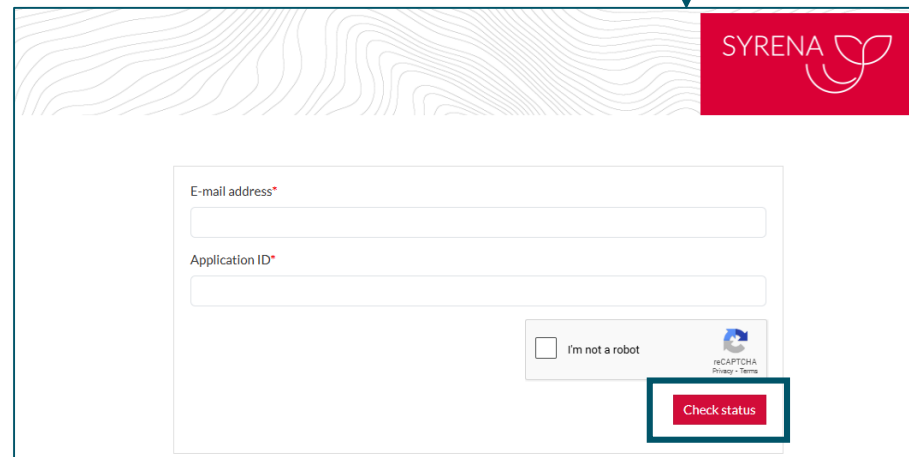 SYRENA
E-mail address*
Application ID*
I'm not a robot
reCAPTCHA
Privacy - Terms
Check status